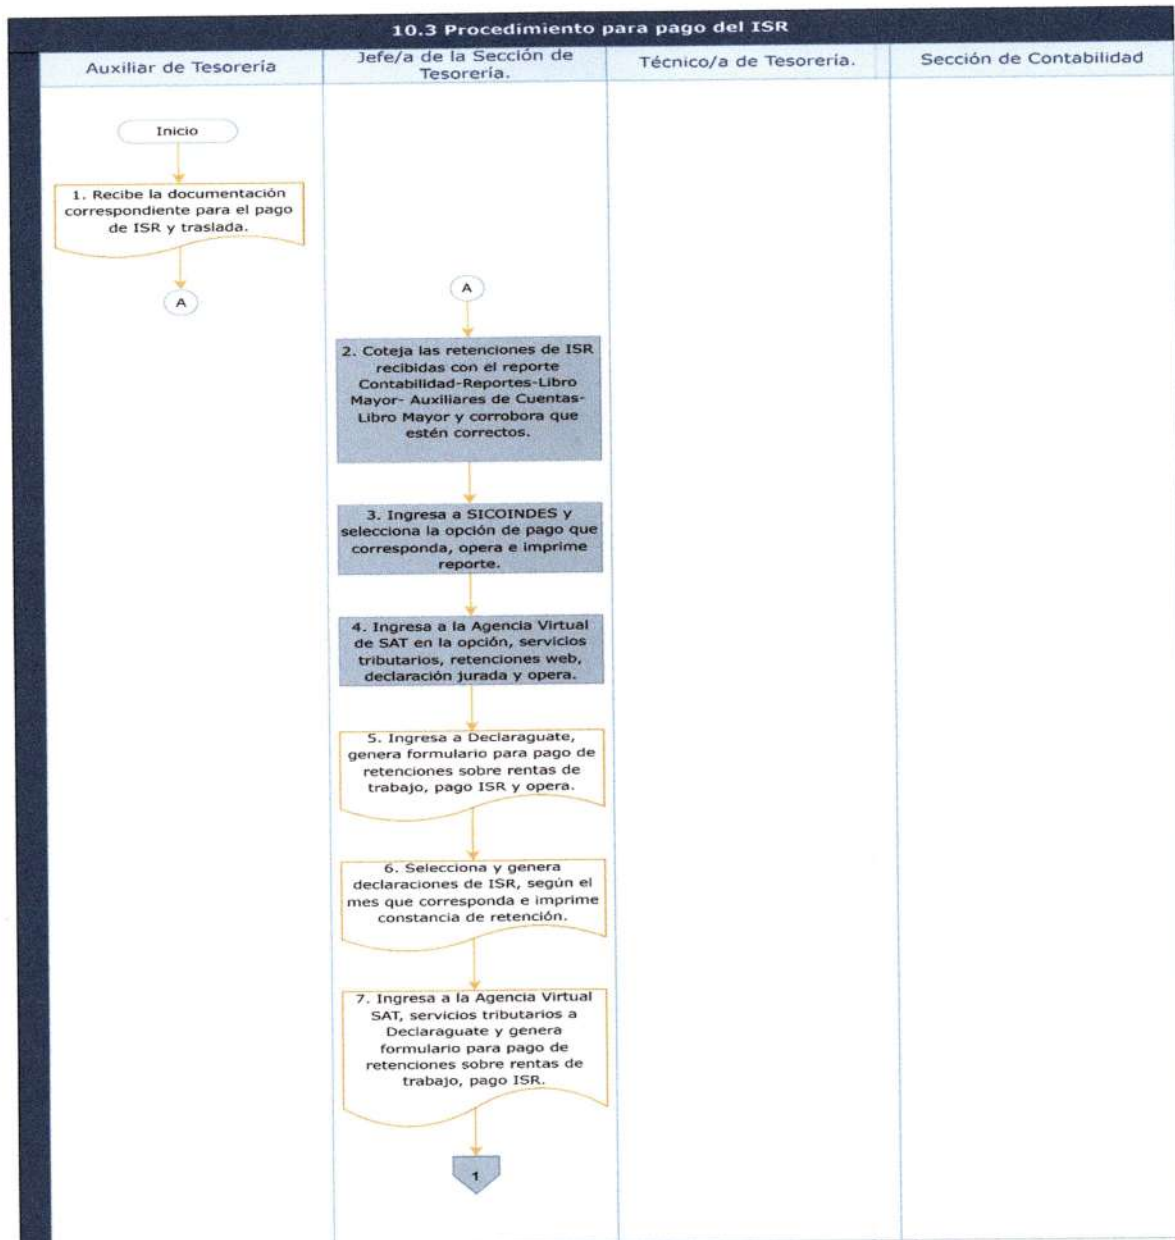 10.3 Procedimiento para pago del ISR
Auxiliar de Tesorería
Jefe/a de la Sección de
Tesorería.
Técnico/a de Tesorería.
Sección de Contabilidad
Inicio
1. Recibe la documentación
correspondiente para el pago
de ISR y traslada.
A
A
2. Coteja las retenciones de ISR
recibidas con el reporte
Contabilidad-Reportes-Libro
Mayor- Auxiliares de Cuentas-
Libro Mayor y corrobora que
estén correctos.
3. Ingresa a SICOINDES y
selecciona la opción de pago que
corresponda, opera e imprime
reporte.
4. Ingresa a la Agencia Virtual
de SAT en la opción, servicios
tributarios, retenciones web,
declaración jurada y opera.
5. Ingresa a Declaraguate,
genera formulario para pago de
retenciones sobre rentas de
trabajo, pago ISR y opera.
6. Selecciona y genera
declaraciones de ISR, según el
mes que corresponda e imprime
constancia de retención.
7. Ingresa a la Agencia Virtual
SAT, servicios tributarios a
Declaraguate y genera
formulario para pago de
retenciones sobre rentas de
trabajo, pago ISR.
1